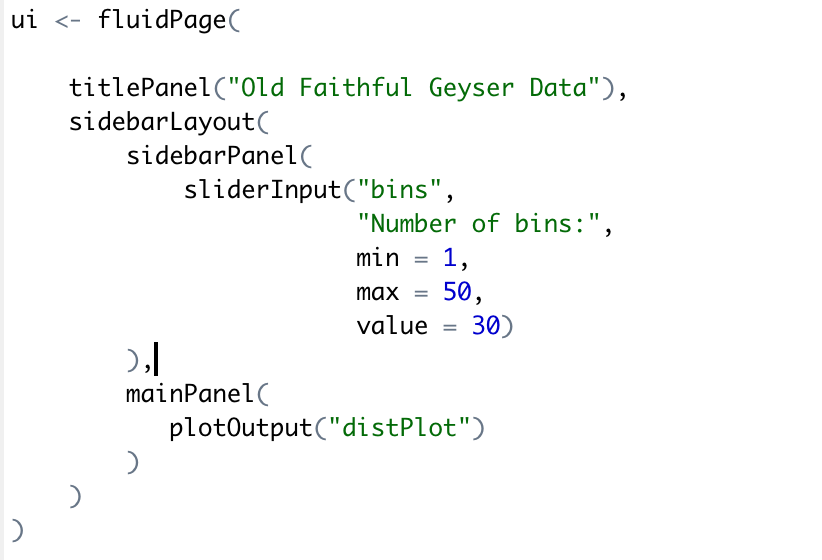 ui <- fluidPage(
titlePanel("Old Faithful Geyser Data"),
sidebarLayout(
sidebarPanel(
sliderInput("bins",
"Number of bins:",
min = 1,
max = 50,
value = 30)
),
mainPanel(
plotOutput("distPlot")
)
)
)